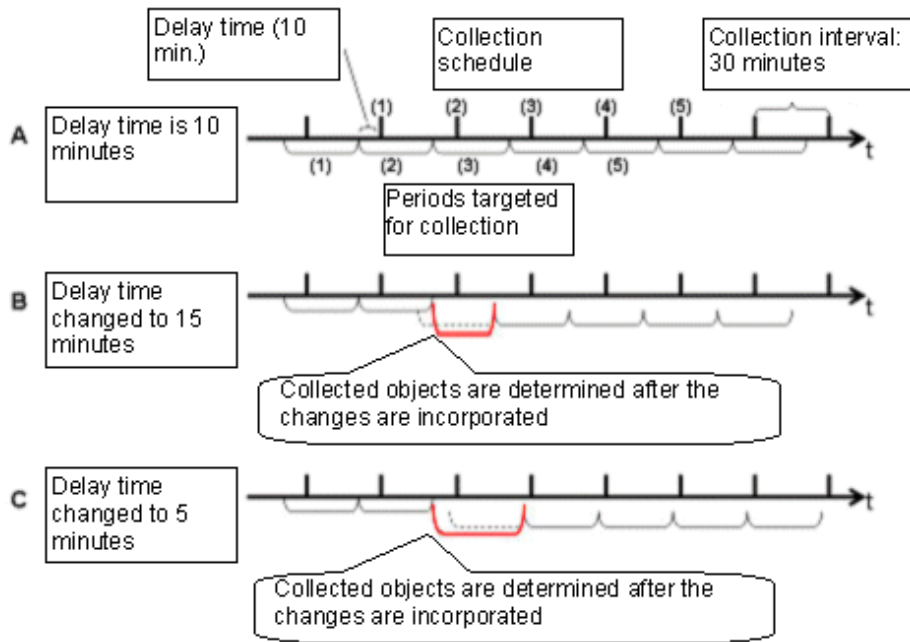 Delay time (10
min.)
Collection
schedule
Collection interval:
30 minutes
A
Delay time is 10
minutes
(1)
(2)
(3)
(4)
(5)
t
(1)
(2)
(3)
(4)
(5)
Periods targeted
for collection
B
Delay time
changed to 15
minutes
t
Collected objects are determined after the
changes are incorporated
C
Delay time
changed to 5
minutes
t
Collected objects are determined after the
changes are incorporated